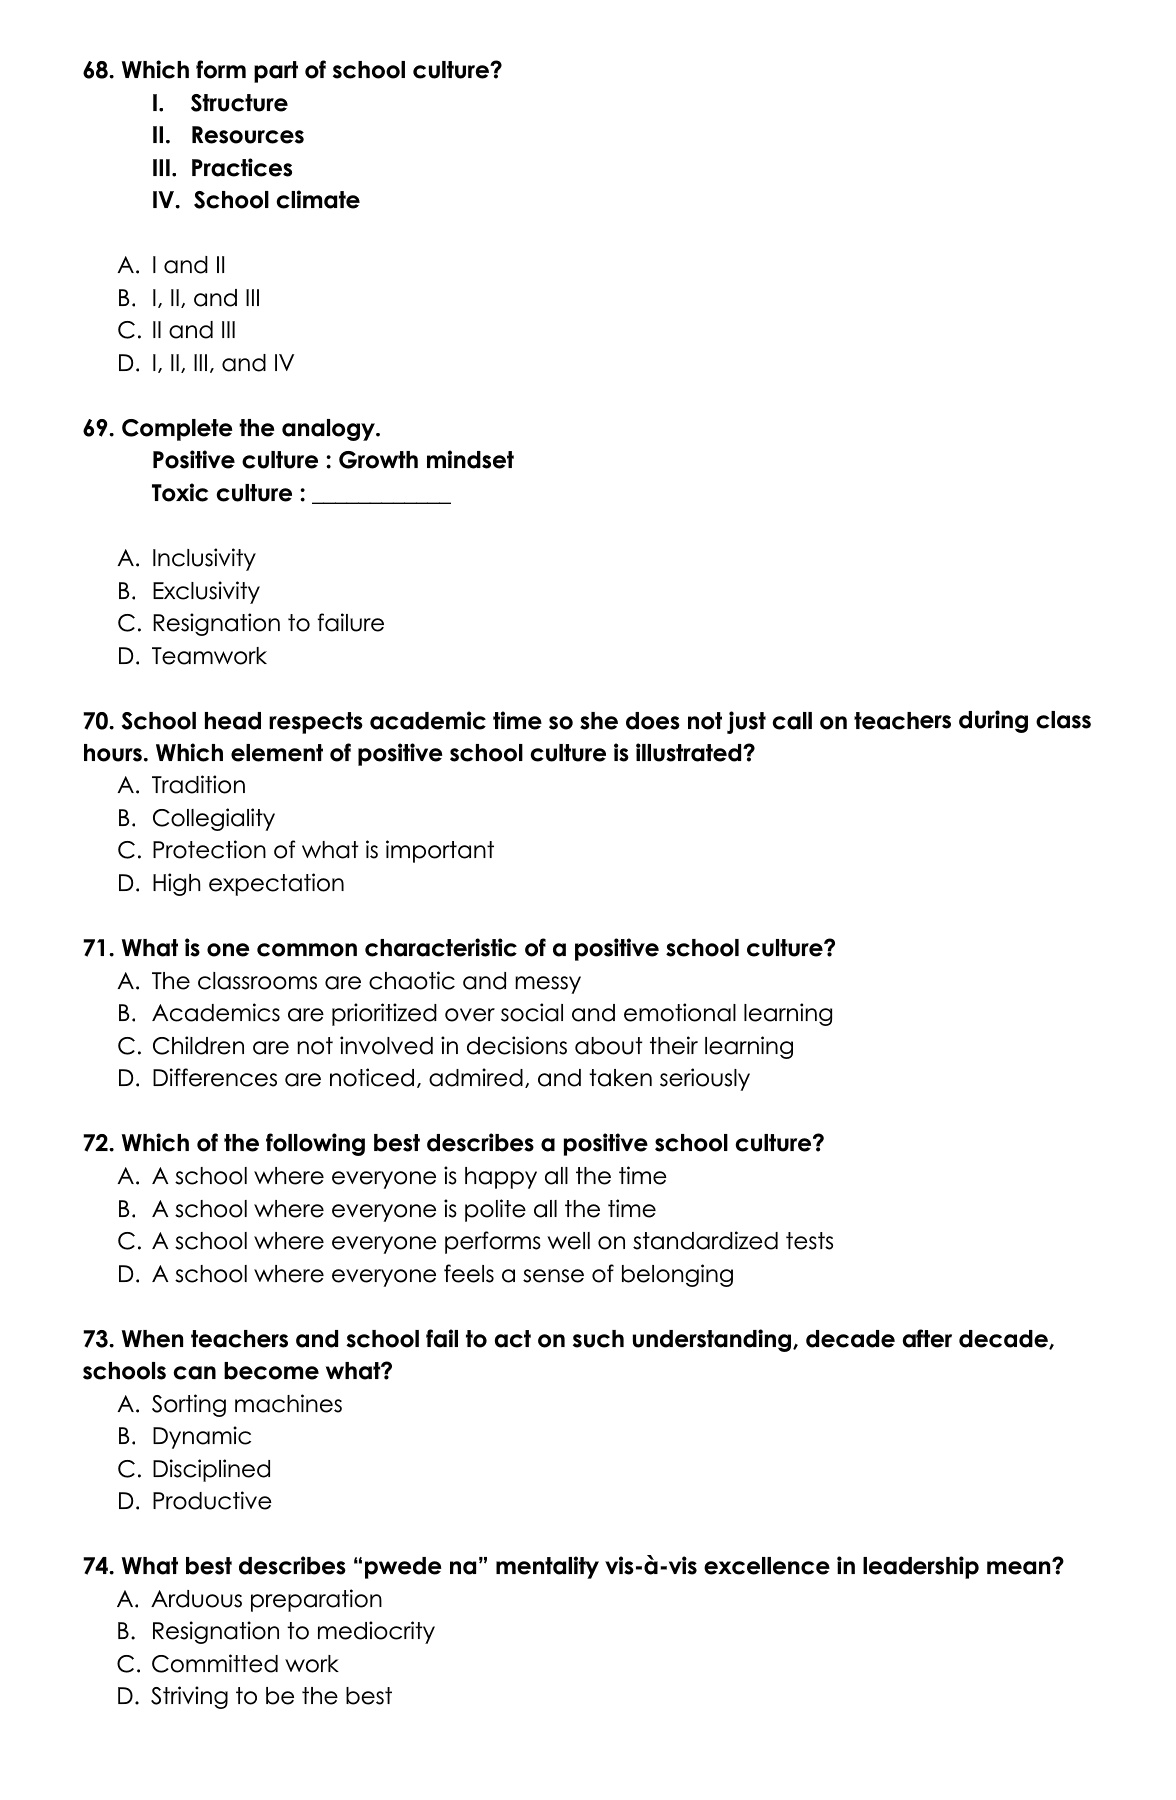 68. Which form part of school culture?
I. Structure
II. Resources
III. Practices
IV. School climate
A. I and II
B. I, II, and III
C. II and III
D. I, II, III, and IV
69. Complete the analogy.
Positive culture : Growth mindset
Toxic culture : ____________
A. Inclusivity
B. Exclusivity
C. Resignation to failure
D. Teamwork
70. School head respects academic time so she does not just call on teachers during class
hours. Which element of positive school culture is illustrated?
A. Tradition
B. Collegiality
C. Protection of what is important
D. High expectation
71. What is one common characteristic of a positive school culture?
A. The classrooms are chaotic and messy
B. Academics are prioritized over social and emotional learning
C. Children are not involved in decisions about their learning
D. Differences are noticed, admired, and taken seriously
72. Which of the following best describes a positive school culture?
A. A school where everyone is happy all the time
B. A school where everyone is polite all the time
C. A school where everyone performs well on standardized tests
D. A school where everyone feels a sense of belonging
73. When teachers and school fail to act on such understanding, decade after decade,
schools can become what?
A. Sorting machines
B. Dynamic
C. Disciplined
D. Productive
74. What best describes “pwede na” mentality vis-à-vis excellence in leadership mean?
A. Arduous preparation
B. Resignation to mediocrity
C. Committed work
D. Striving to be the best